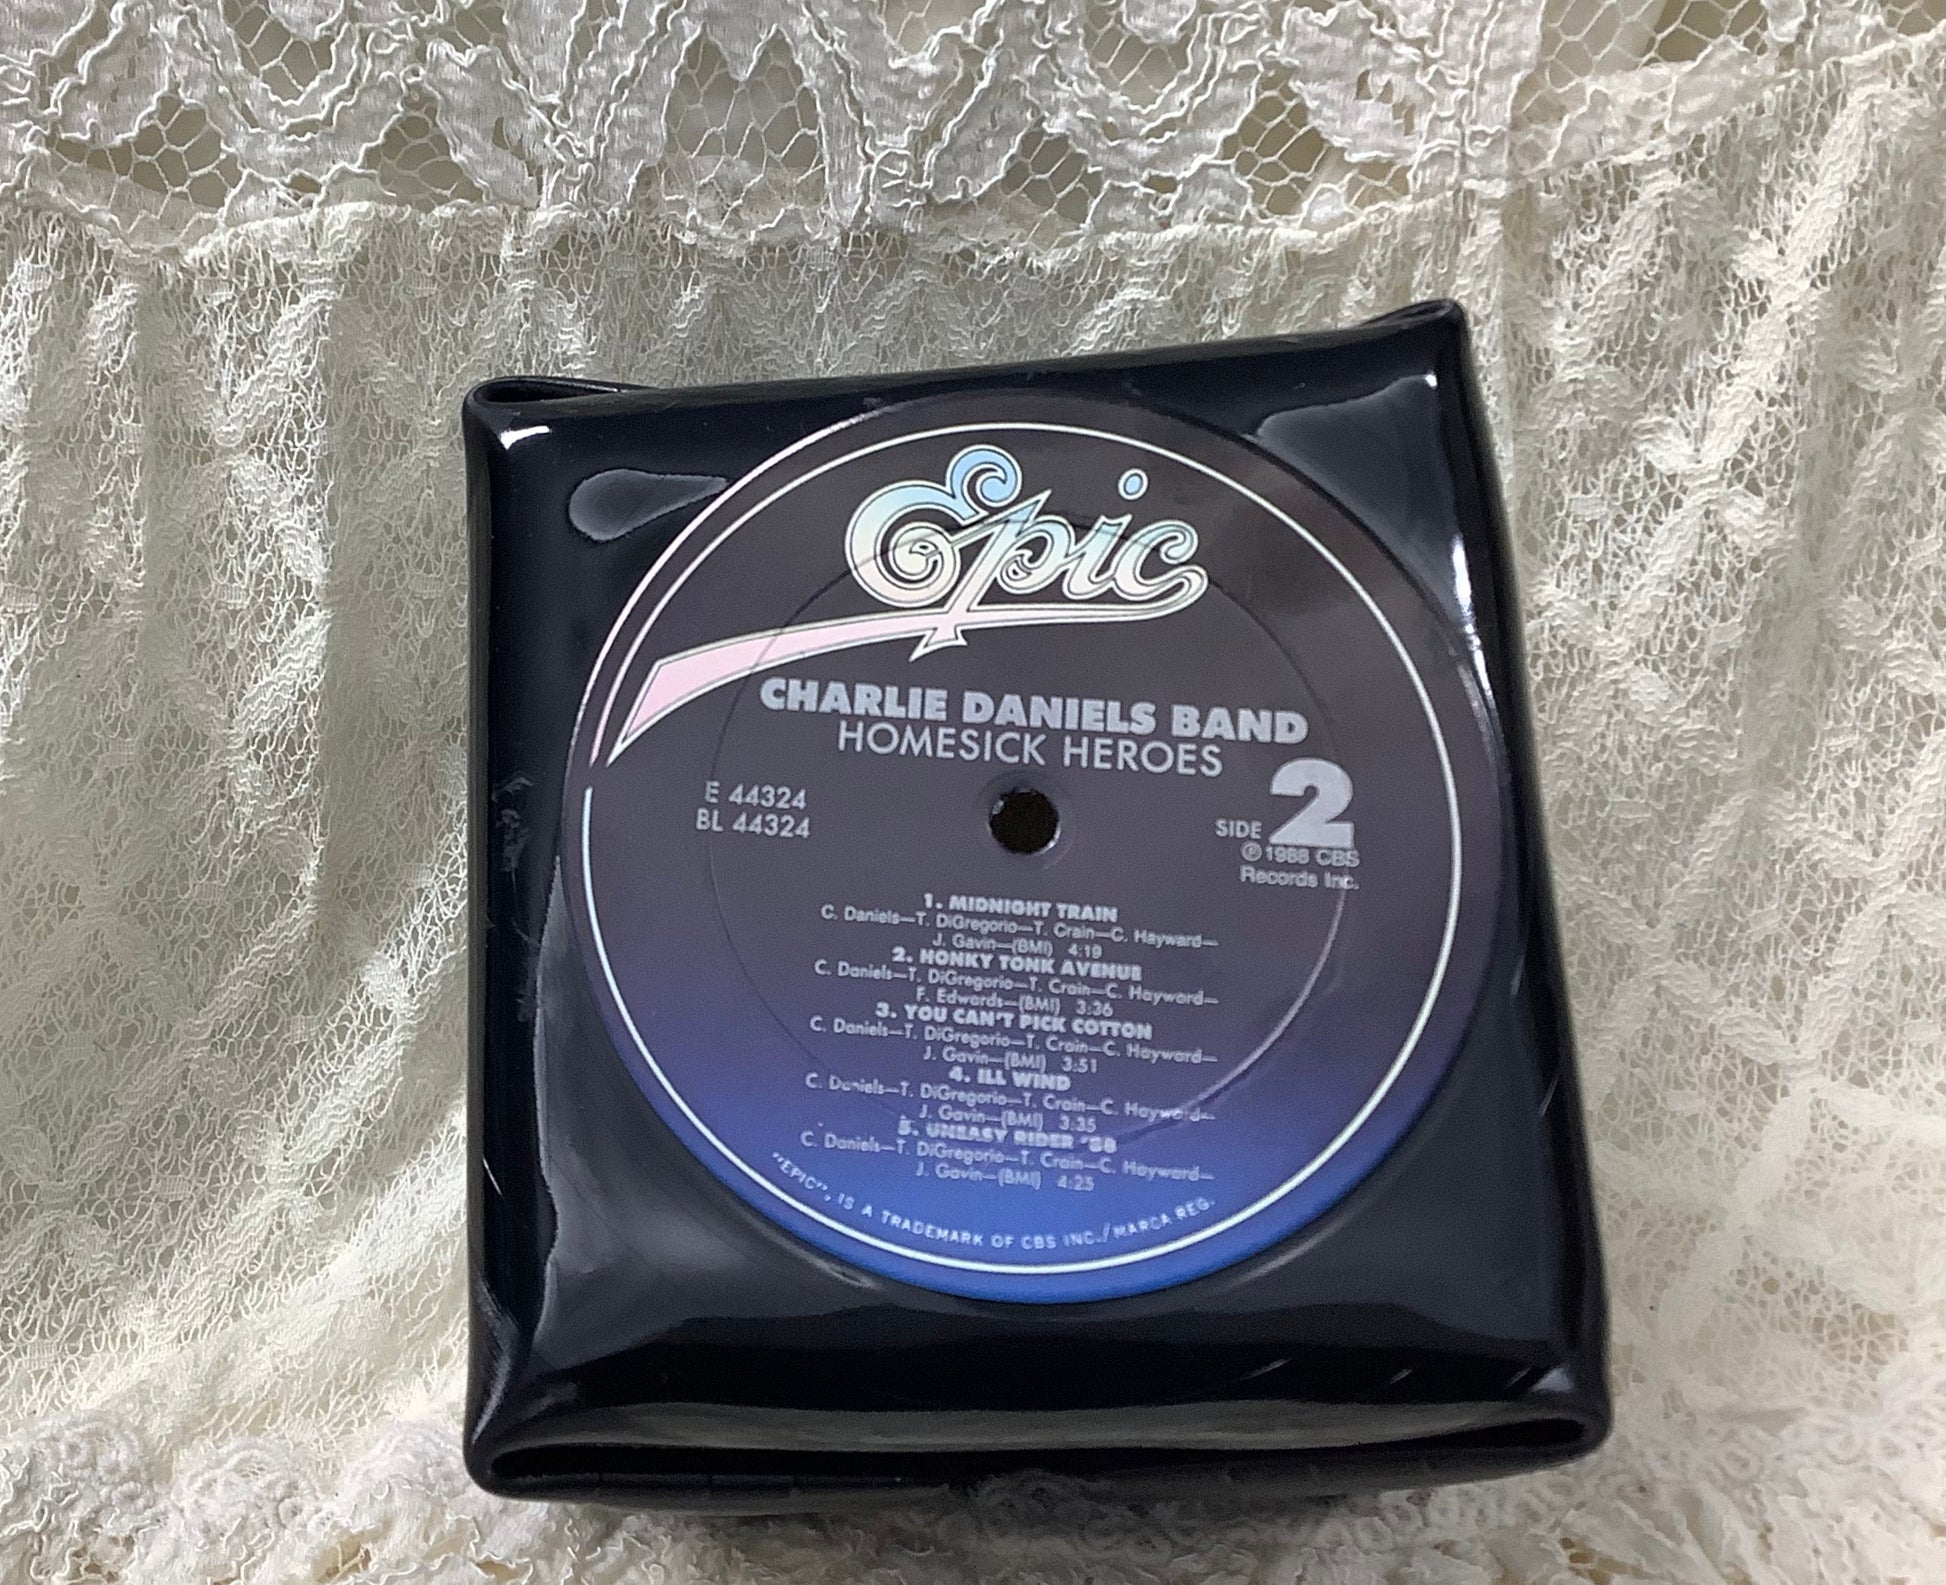 Epic
CHARLIE DANIELS BAND
HOMESICK HEROES
E 44324
BL 44324
SIDE 2
℗ 1988 CBS
Records Inc.
1. MIDNIGHT TRAIN
C. Daniels—T. DiGregorio—T. Crain—C. Hayward—
J. Gavin—(BMI) 4:19
2. HONKY TONK AVENUE
C. Daniels—T. DiGregorio—T. Crain—C. Hayward—
F. Edwards—(BMI) 3:36
3. YOU CAN'T PICK COTTON
C. Daniels—T. DiGregorio—T. Crain—C. Hayward—
J. Gavin—(BMI) 3:51
4. ILL WIND
C. Daniels—T. DiGregorio—T. Crain—C. Hayward—
J. Gavin—(BMI) 3:35
5. UNEASY RIDER '88
C. Daniels—T. DiGregorio—T. Crain—C. Hayward—
J. Gavin—(BMI) 4:25
"EPIC", IS A TRADEMARK OF CBS INC./MARCA REG.